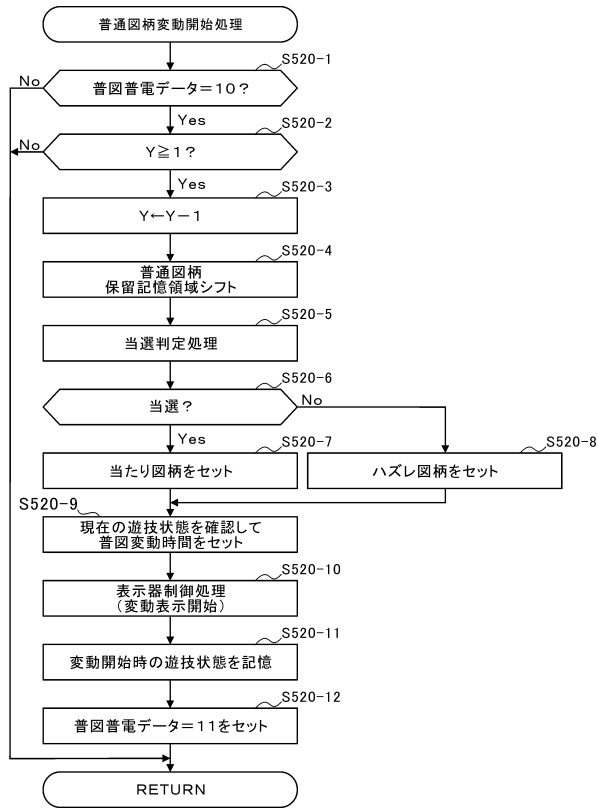 普通図柄変動開始処理
S520-1
普図普電データ＝１０？
No
Yes
S520-2
Ｙ≧１？
No
Yes
S520-3
Ｙ←Ｙ－１
S520-4
普通図柄
保留記憶領域シフト
S520-5
当選判定処理
S520-6
当選？
No
Yes
S520-7
当たり図柄をセット
S520-8
ハズレ図柄をセット
S520-9
現在の遊技状態を確認して
普図変動時間をセット
S520-10
表示器制御処理
（変動表示開始）
S520-11
変動開始時の遊技状態を記憶
S520-12
普図普電データ＝11をセット
RETURN